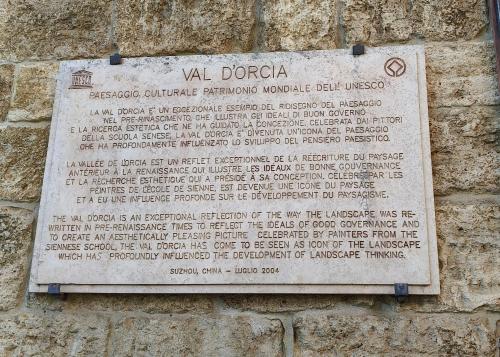 UNESCO
VAL D'ORCIA
PAESAGGIO CULTURALE PATRIMONIO MONDIALE DELL' UNESCO
LA VAL D'ORCIA E' UN ECCEZIONALE ESEMPIO DEL RIDISEGNO DEL PAESAGGIO
NEL PRE-RINASCIMENTO, CHE ILLUSTRA GLI IDEALI DI BUON GOVERNO
E LA RICERCA ESTETICA CHE NE HA GUIDATO LA CONCEZIONE. CELEBRATA DAI PITTORI
DELLA SCUOLA SENESE, LA VAL D'ORCIA E' DIVENUTA UN'ICONA DEL PAESAGGIO
CHE HA PROFONDAMENTE INFLUENZATO LO SVILUPPO DEL PENSIERO PAESISTICO.
LA VALLÉE DE L'ORCIA EST UN REFLET EXCEPTIONNEL DE LA RÉÉCRITURE DU PAYSAGE
ANTÉRIEUR À LA RENAISSANCE QUI ILLUSTRE LES IDEAUX DE BONNE GOUVERNANCE
ET LA RECHERCHE ESTHÉTIQUE QUI A PRÉSIDÉ À SA CONCEPTION. CÉLÉBRÉ PAR LES
PEINTRES DE L'ÉCOLE DE SIENNE, EST DEVENUE UNE ICÔNE DU PAYSAGE
ET A EU UNE INFLUENCE PROFONDE SUR LE DÉVELOPPEMENT DU PAYSAGISME.
THE VAL D'ORCIA IS AN EXCEPTIONAL REFLECTION OF THE WAY THE LANDSCAPE WAS RE-
WRITTEN IN PRE-RENAISSANCE TIMES TO REFLECT THE IDEALS OF GOOD GOVERNANCE AND
TO CREATE AN AESTHETICALLY PLEASING PICTURE. CELEBRATED BY PAINTERS FROM THE
SIENNESE SCHOOL, THE VAL D'ORCIA HAS COME TO BE SEEN AS ICON OF THE LANDSCAPE
WHICH HAS PROFOUNDLY INFLUENCED THE DEVELOPMENT OF LANDSCAPE THINKING.
SUZHOU, CHINA – LUGLIO 2004